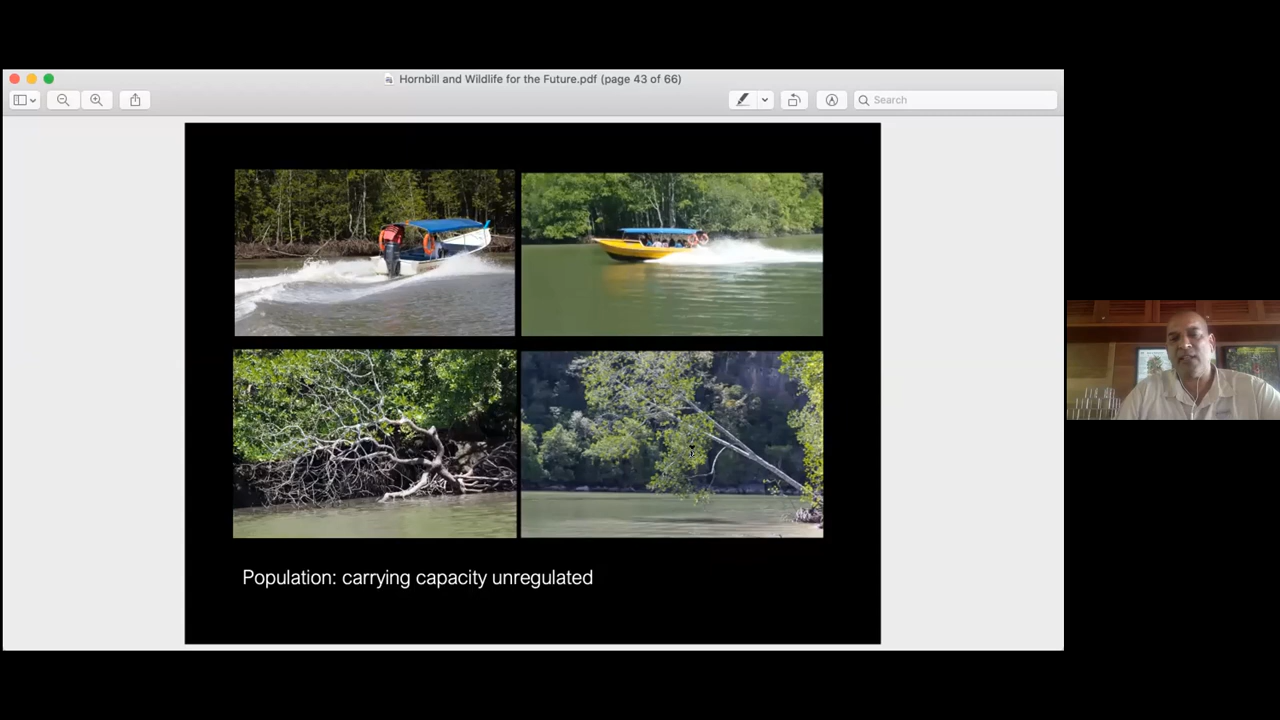 Hornbill and Wildlife for the Future.pdf (page 43 of 66)
Search
Population: carrying capacity unregulated